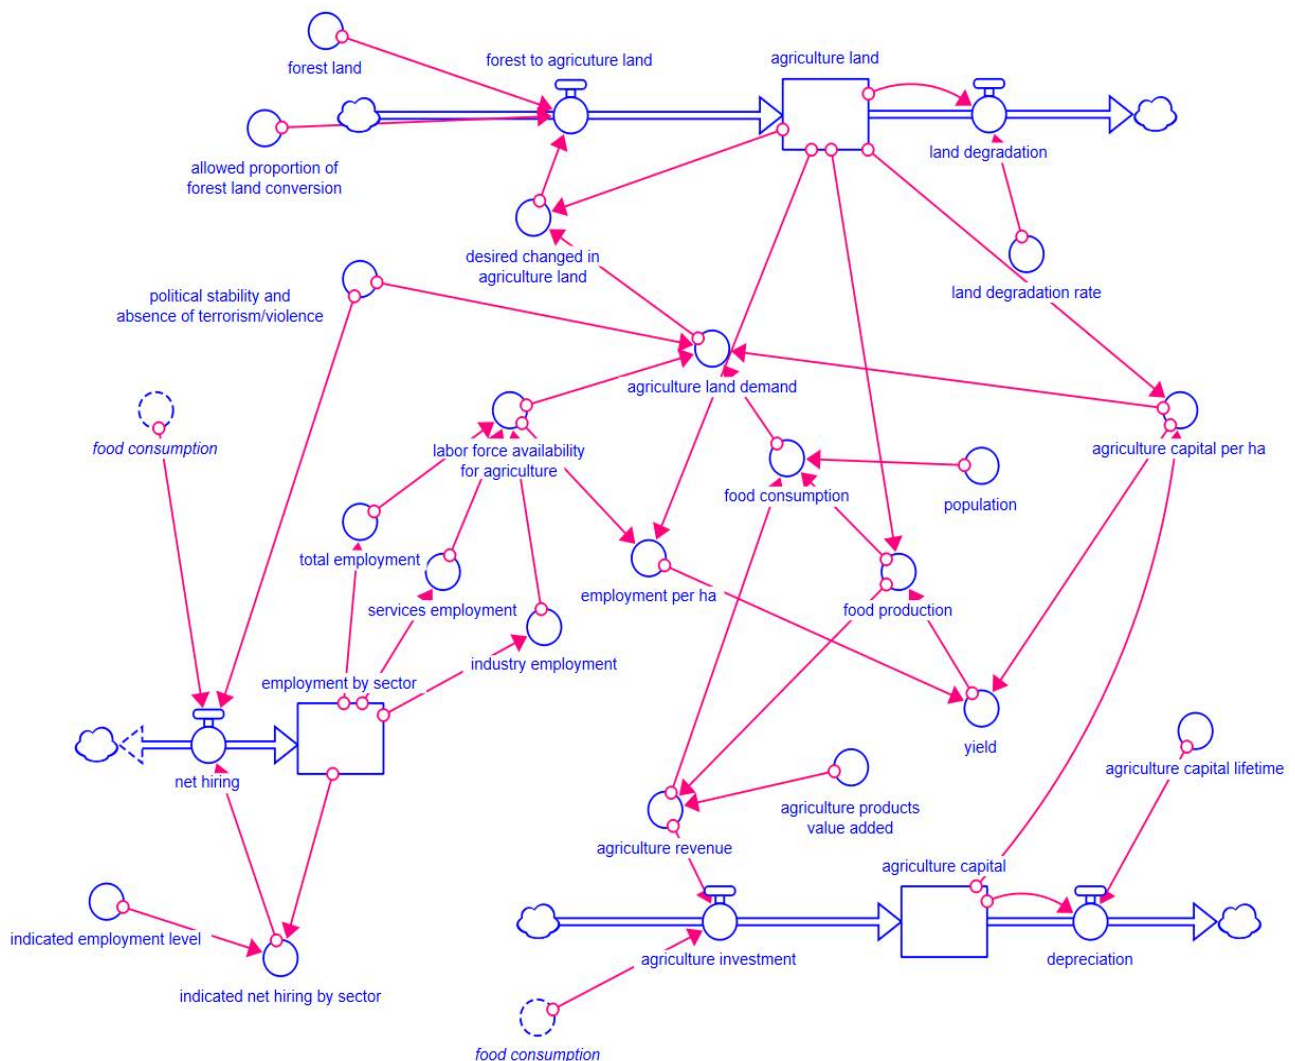 forest land
forest to agricuture land
agriculture land
allowed proportion of
forest land conversion
land degradation
desired changed in
agriculture land
land degradation rate
political stability and
absence of terrorism/violence
agriculture land demand
food consumption
labor force availability
for agriculture
agriculture capital per ha
food consumption
population
total employment
services employment
employment per ha
food production
industry employment
employment by sector
net hiring
yield
agriculture capital lifetime
agriculture products
value added
agriculture revenue
agriculture capital
indicated employment level
agriculture investment
depreciation
indicated net hiring by sector
food consumption